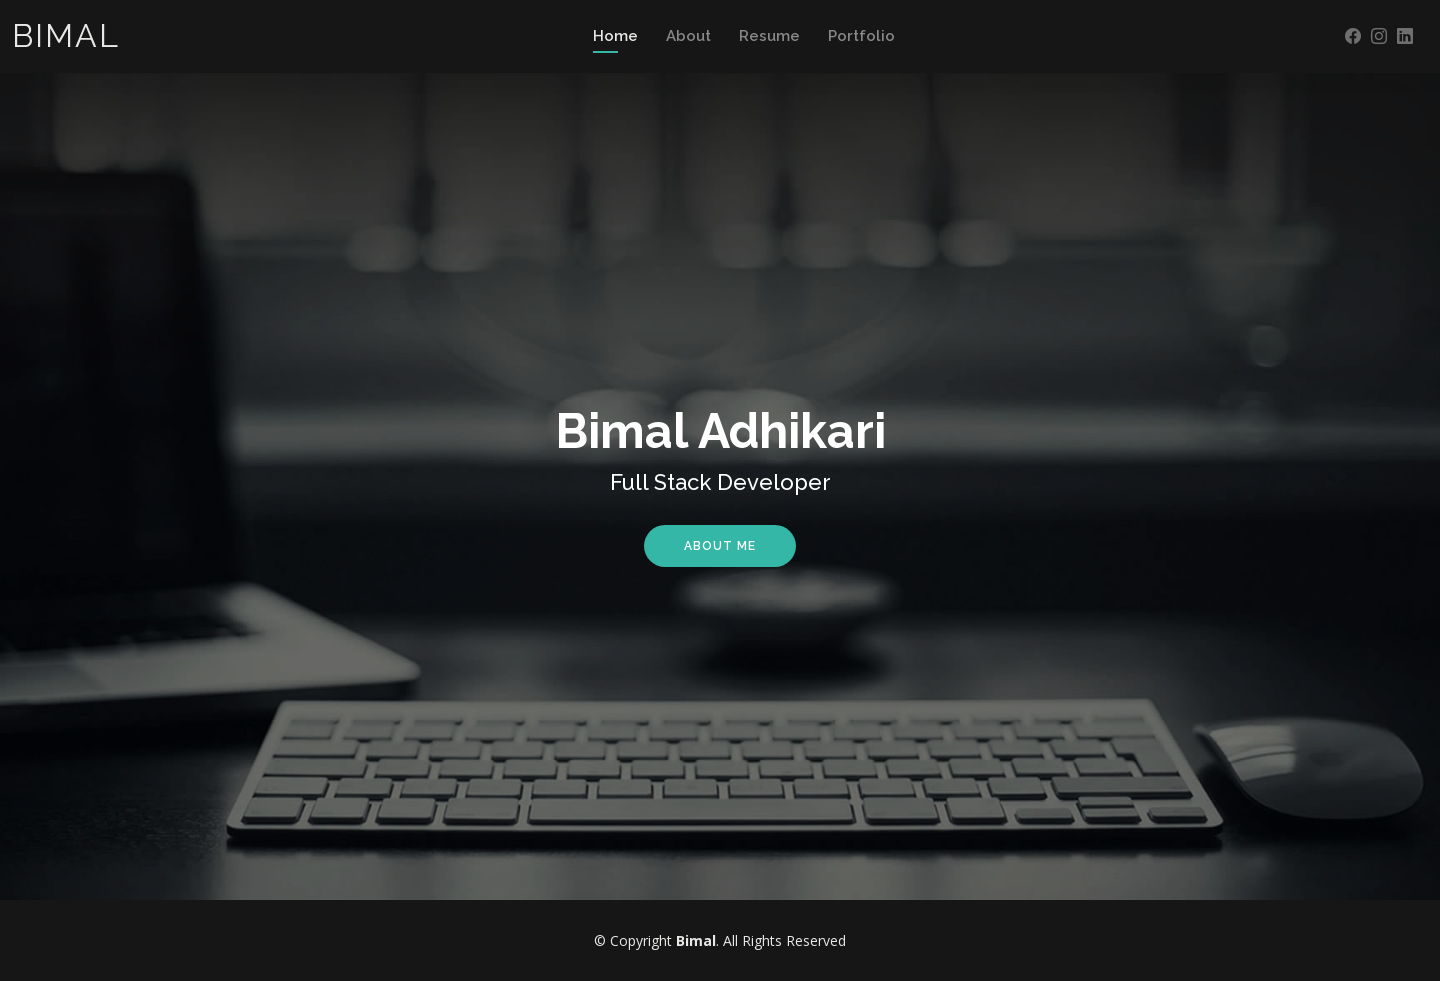 BIMAL
Home About Resume Portfolio
Bimal Adhikari
Full Stack Developer
ABOUT ME
© Copyright Bimal. All Rights Reserved